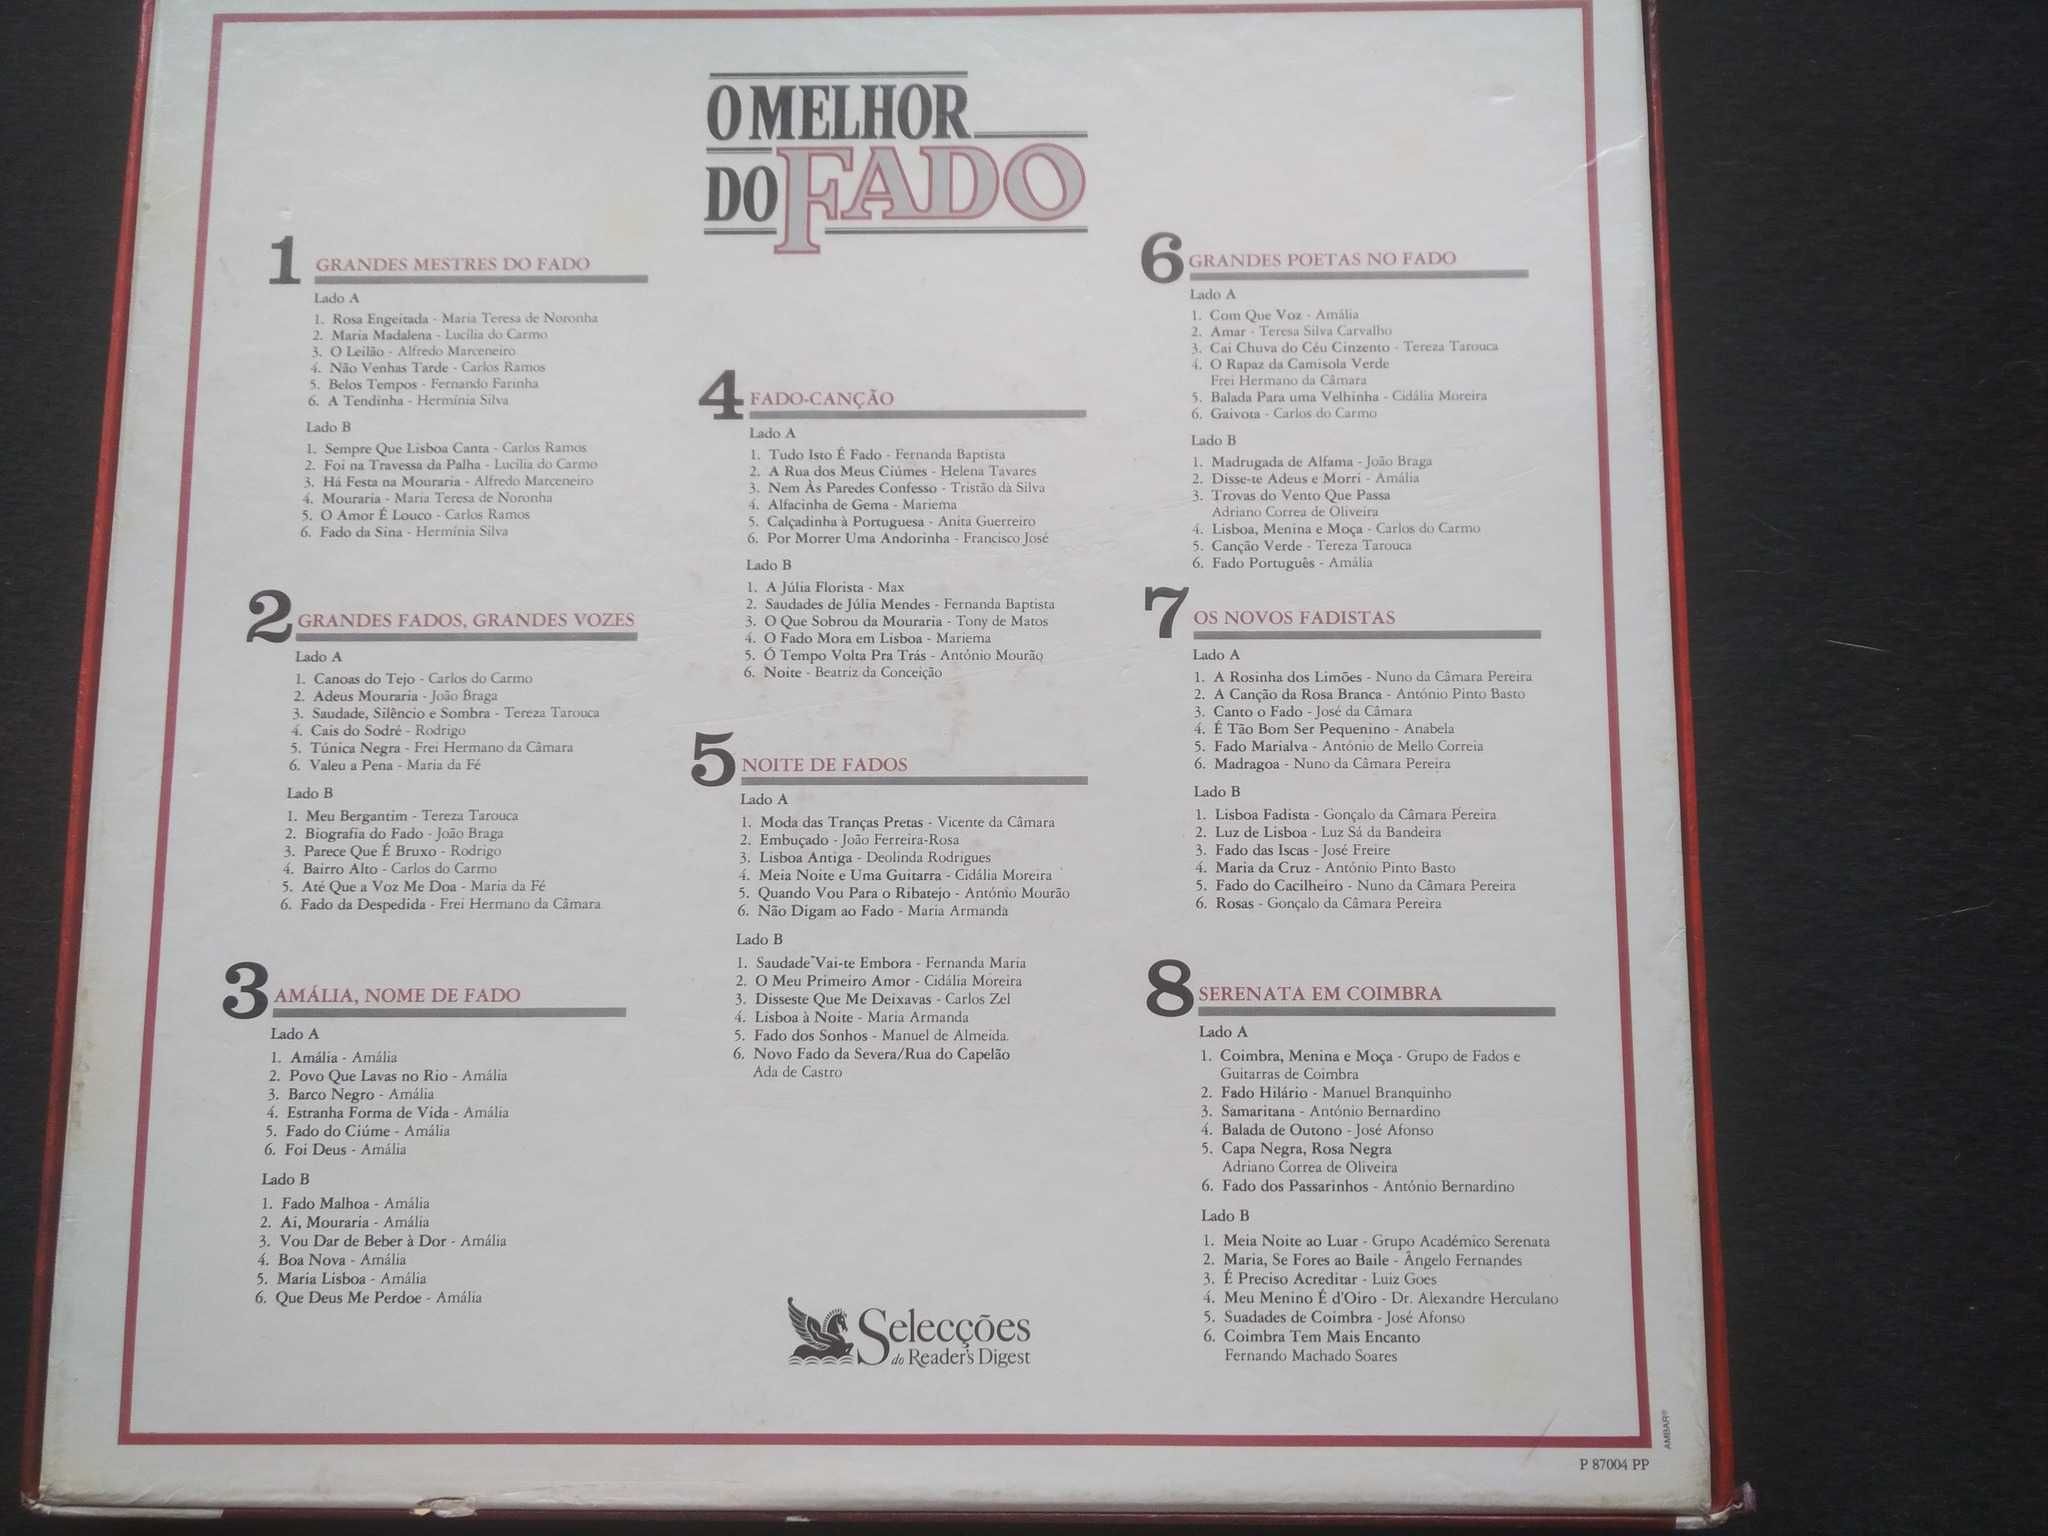 O MELHOR
DO FADO
1 GRANDES MESTRES DO FADO
Lado A
1. Rosa Engeitada - Maria Teresa de Noronha
2. Maria Madalena - Lucília do Carmo
3. O Leilão - Alfredo Marceneiro
4. Não Venhas Tarde - Carlos Ramos
5. Belos Tempos - Fernando Farinha
6. A Tendinha - Hermínia Silva
Lado B
1. Sempre Que Lisboa Canta - Carlos Ramos
2. Foi na Travessa da Palha - Lucília do Carmo
3. Há Festa na Mouraria - Alfredo Marceneiro
4. Mouraria - Maria Teresa de Noronha
5. O Amor É Louco - Carlos Ramos
6. Fado da Sina - Hermínia Silva
2 GRANDES FADOS, GRANDES VOZES
Lado A
1. Canoas do Tejo - Carlos do Carmo
2. Adeus Mouraria - João Braga
3. Saudade, Silêncio e Sombra - Tereza Tarouca
4. Cais do Sodré - Rodrigo
5. Túnica Negra - Frei Hermano da Câmara
6. Valeu a Pena - Maria da Fé
Lado B
1. Meu Bergantim - Tereza Tarouca
2. Biografia do Fado - João Braga
3. Parece Que É Bruxo - Rodrigo
4. Bairro Alto - Carlos do Carmo
5. Até Que a Voz Me Doa - Maria da Fé
6. Fado da Despedida - Frei Hermano da Câmara
3 AMÁLIA, NOME DE FADO
Lado A
1. Amália - Amália
2. Povo Que Lavas no Rio - Amália
3. Barco Negro - Amália
4. Estranha Forma de Vida - Amália
5. Fado do Ciúme - Amália
6. Foi Deus - Amália
Lado B
1. Fado Malhoa - Amália
2. Ai, Mouraria - Amália
3. Vou Dar de Beber à Dor - Amália
4. Boa Nova - Amália
5. Maria Lisboa - Amália
6. Que Deus Me Perdoe - Amália
4 FADO-CANÇÃO
Lado A
1. Tudo Isto É Fado - Fernanda Baptista
2. A Rua dos Meus Ciúmes - Helena Tavares
3. Nem Às Paredes Confesso - Tristão da Silva
4. Alfacinha de Gema - Mariema
5. Calçadinha à Portuguesa - Anita Guerreiro
6. Por Morrer Uma Andorinha - Francisco José
Lado B
1. A Júlia Florista - Max
2. Saudades de Júlia Mendes - Fernanda Baptista
3. O Que Sobrou da Mouraria - Tony de Matos
4. O Fado Mora em Lisboa - Mariema
5. Ó Tempo Volta Pra Trás - António Mourão
6. Noite - Beatriz da Conceição
5 NOITE DE FADOS
Lado A
1. Moda das Tranças Pretas - Vicente da Câmara
2. Embuçado - João Ferreira-Rosa
3. Lisboa Antiga - Deolinda Rodrigues
4. Meia Noite e Uma Guitarra - Cidália Moreira
5. Quando Vou Para o Ribatejo - António Mourão
6. Não Digam ao Fado - Maria Armanda
Lado B
1. Saudade Vai-te Embora - Fernanda Maria
2. O Meu Primeiro Amor - Cidália Moreira
3. Disseste Que Me Deixavas - Carlos Zel
4. Lisboa à Noite - Maria Armanda
5. Fado dos Sonhos - Manuel de Almeida
6. Novo Fado da Severa/Rua do Capelão
Ada de Castro
6 GRANDES POETAS NO FADO
Lado A
1. Com Que Voz - Amália
2. Amar - Teresa Silva Carvalho
3. Cai Chuva do Céu Cinzento - Tereza Tarouca
4. O Rapaz da Camisola Verde
Frei Hermano da Câmara
5. Balada Para uma Velhinha - Cidália Moreira
6. Gaivota - Carlos do Carmo
Lado B
1. Madrugada de Alfama - João Braga
2. Disse-te Adeus e Morri - Amália
3. Trovas do Vento Que Passa
Adriano Correa de Oliveira
4. Lisboa, Menina e Moça - Carlos do Carmo
5. Canção Verde - Tereza Tarouca
6. Fado Português - Amália
7 OS NOVOS FADISTAS
Lado A
1. A Rosinha dos Limões - Nuno da Câmara Pereira
2. A Canção da Rosa Branca - António Pinto Basto
3. Canto o Fado - José da Câmara
4. É Tão Bom Ser Pequenino - Anabela
5. Fado Marialva - António de Mello Correia
6. Madragoa - Nuno da Câmara Pereira
Lado B
1. Lisboa Fadista - Gonçalo da Câmara Pereira
2. Luz de Lisboa - Luz Sá da Bandeira
3. Fado das Iscas - José Freire
4. Maria da Cruz - António Pinto Basto
5. Fado do Cacilheiro - Nuno da Câmara Pereira
6. Rosas - Gonçalo da Câmara Pereira
8 SERENATA EM COIMBRA
Lado A
1. Coimbra, Menina e Moça - Grupo de Fados e
Guitarras de Coimbra
2. Fado Hilário - Manuel Branquinho
3. Samaritana - António Bernardino
4. Balada de Outono - José Afonso
5. Capa Negra, Rosa Negra
Adriano Correa de Oliveira
6. Fado dos Passarinhos - António Bernardino
Lado B
1. Meia Noite ao Luar - Grupo Académico Serenata
2. Maria, Se Fores ao Baile - Ângelo Fernandes
3. É Preciso Acreditar - Luiz Goes
4. Meu Menino É d'Oiro - Dr. Alexandre Herculano
5. Suadades de Coimbra - José Afonso
6. Coimbra Tem Mais Encanto
Fernando Machado Soares
Selecções
do Reader's Digest
AMBAR®
P 87004 PP